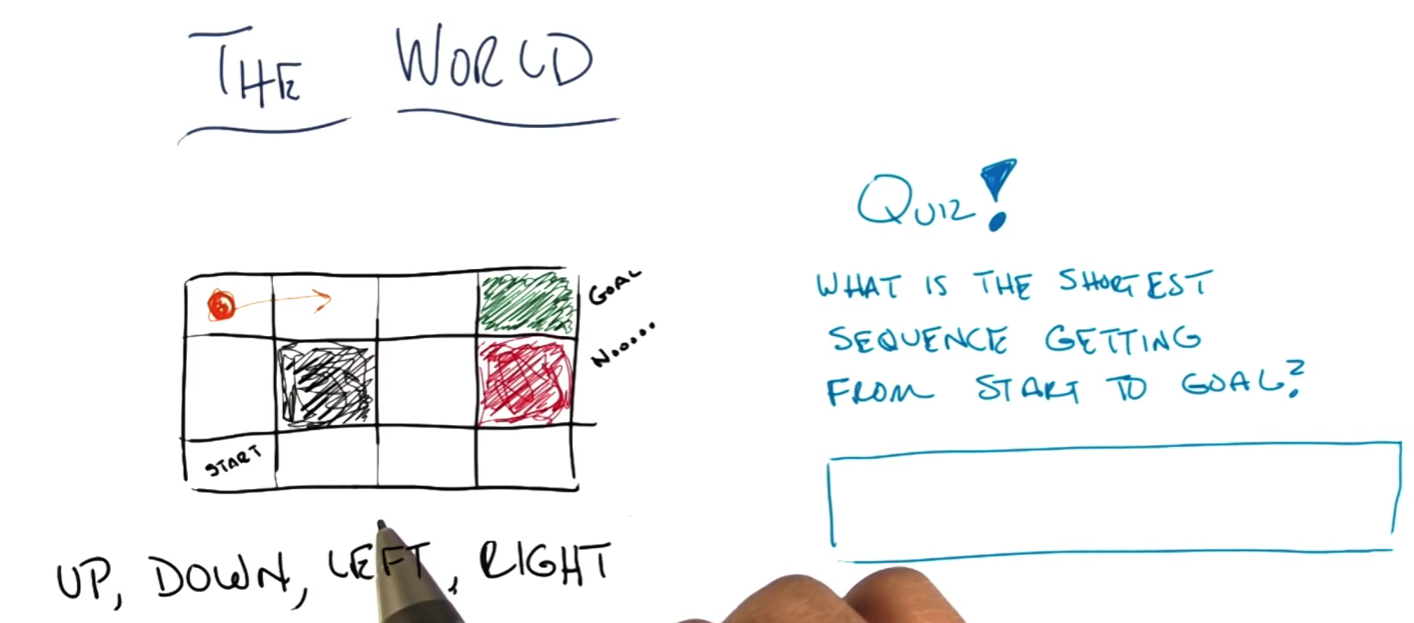 THE WORLD
QUIZ!
WHAT IS THE SHORTEST
SEQUENCE GETTING
FROM START TO GOAL?
GOAL
NOOOOO
START
UP, DOWN, LEFT, RIGHT